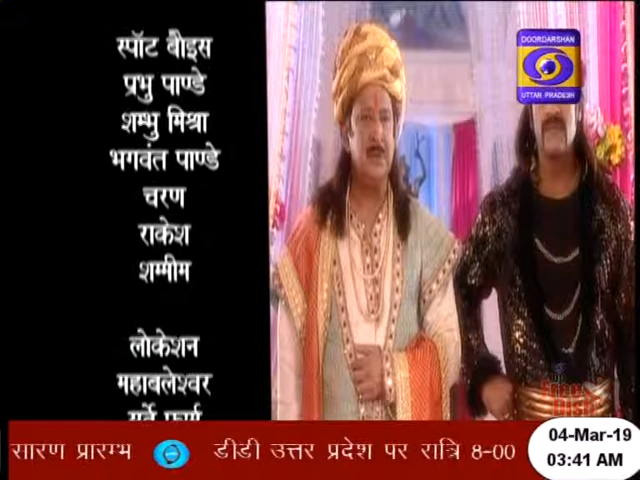 स्पॉट बौइस
प्रभु पाण्डे
शम्भु मिश्रा
भगवंत पाण्डे
चरण
राकेश
शम्मीम
लोकेशन
महाबलेश्वर
DOORDARSHAN
UTTAR PRADESH
सारण प्रारम्भ
डीडी उत्तर प्रदेश पर रात्रि 8-00
04-Mar-19
03:41 AM